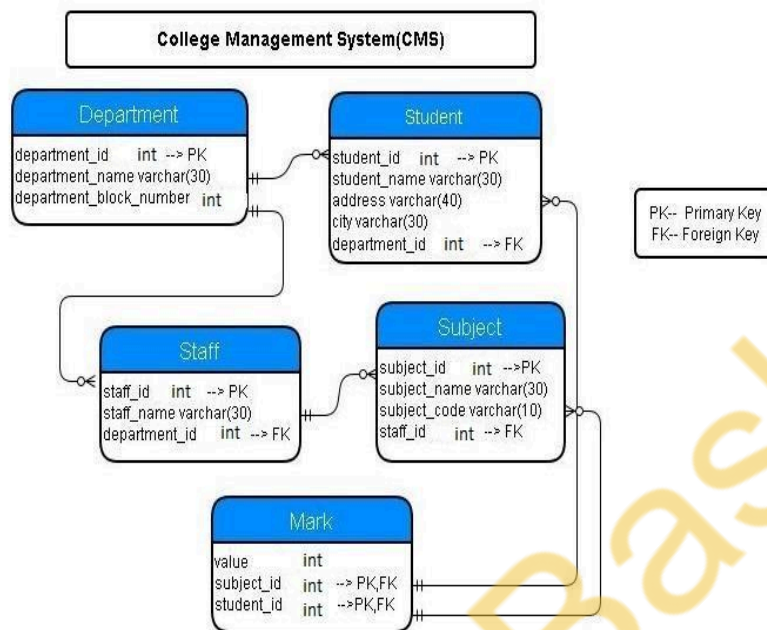 College Management System(CMS)
Department
department_id int --> PK
department_name varchar(30)
department_block_number int
Student
student_id int --> PK
student_name varchar(30)
address varchar(40)
city varchar(30)
department_id int --> FK
PK-- Primary Key
FK-- Foreign Key
Staff
staff_id int --> PK
staff_name varchar(30)
department_id int --> FK
Subject
subject_id int -->PK
subject_name varchar(30)
subject_code varchar(10)
staff_id int --> FK
Mark
value int
subject_id int --> PK,FK
student_id int -->PK,FK
Bas